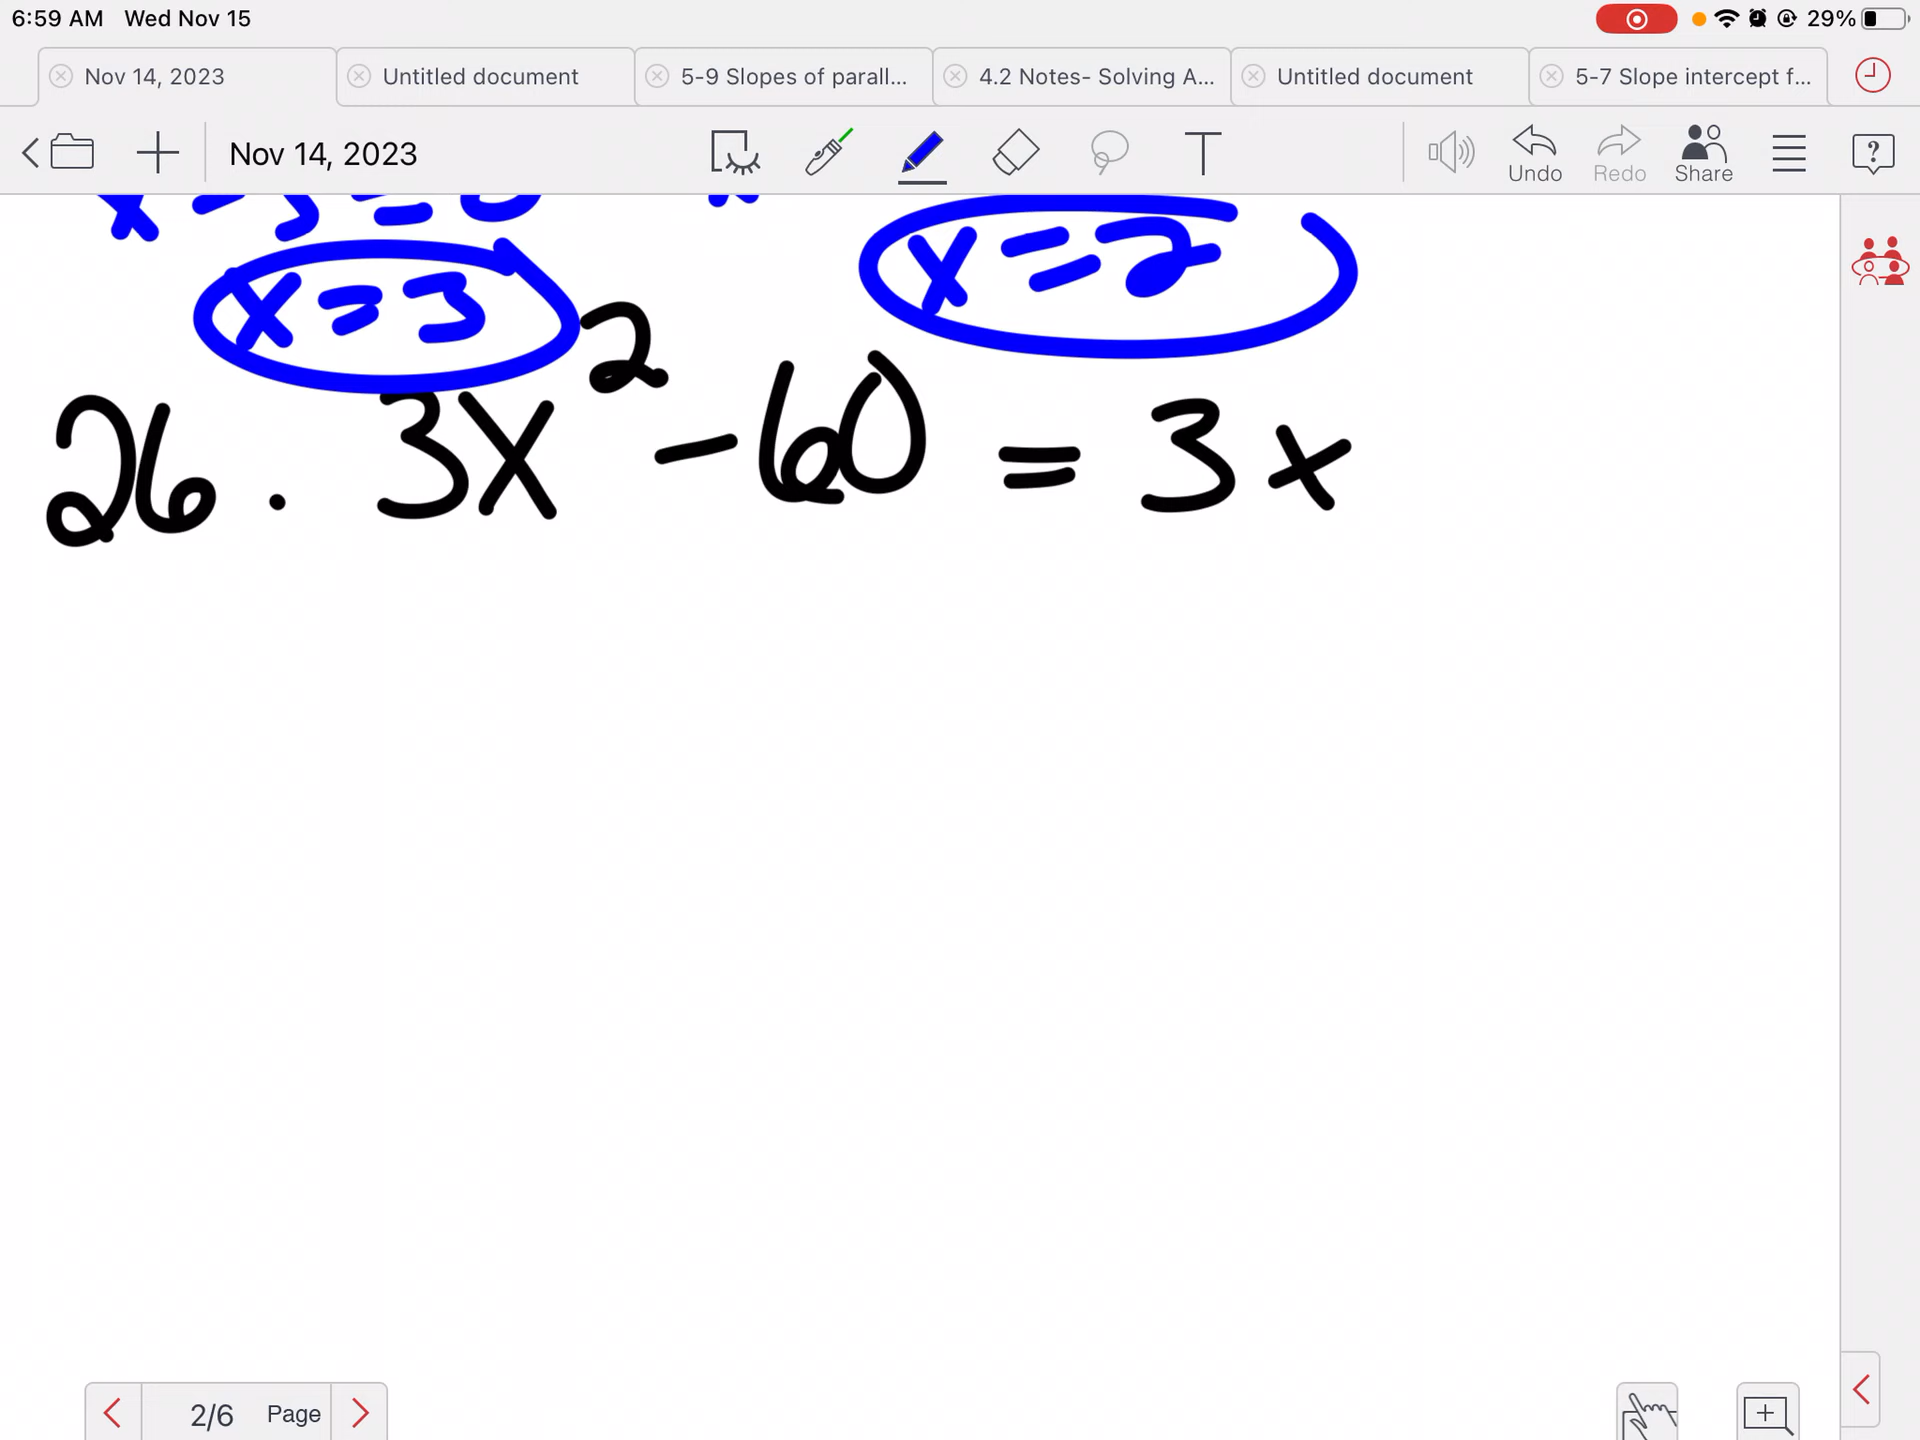 6:59 AM Wed Nov 15 29%
Nov 14, 2023 Untitled document 5-9 Slopes of parall... 4.2 Notes- Solving A... Untitled document 5-7 Slope intercept f...
Nov 14, 2023 T Undo Redo Share ?
x = 3 x = 2
26. 3x² - 60 = 3x
2/6 Page